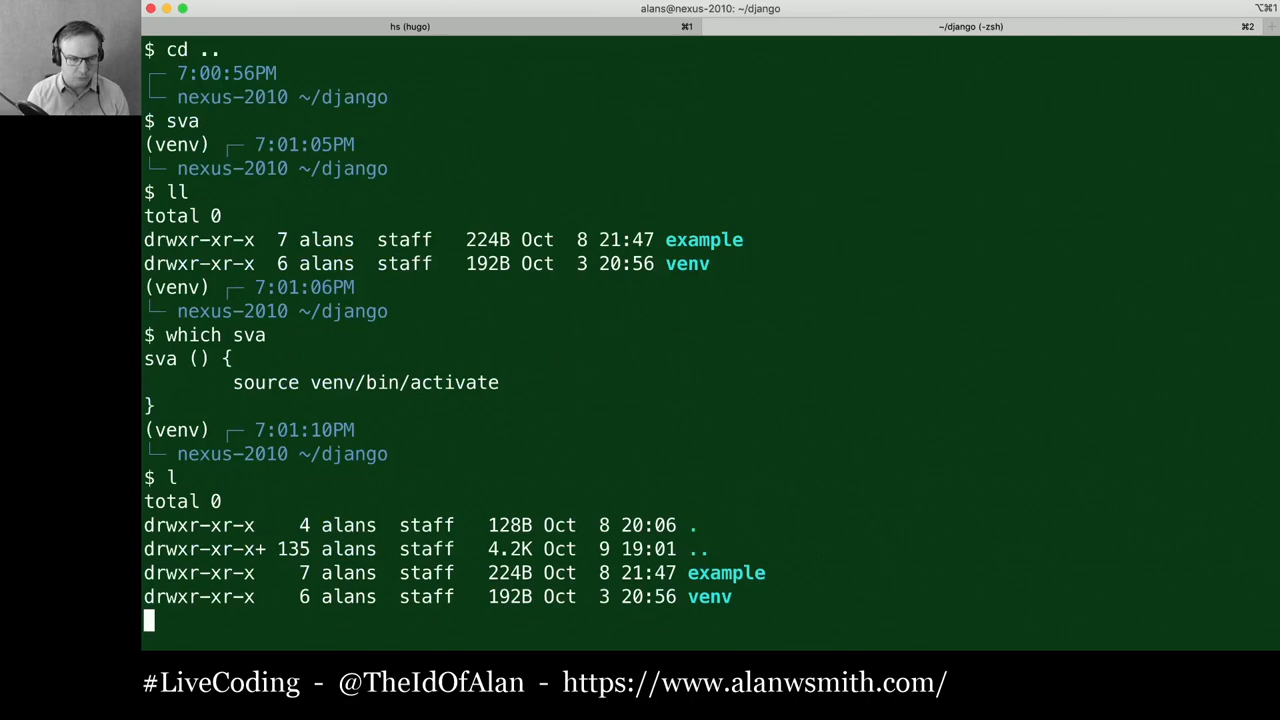 alans@nexus-2010: ~/django
⌥⌘1
hs (hugo) ⌘1 ~/django (-zsh) ⌘2 +
$ cd ..
┌─ 7:00:56PM
└─ nexus-2010 ~/django
$ sva
(venv) ┌─ 7:01:05PM
└─ nexus-2010 ~/django
$ ll
total 0
drwxr-xr-x  7 alans  staff   224B Oct  8 21:47 example
drwxr-xr-x  6 alans  staff   192B Oct  3 20:56 venv
(venv) ┌─ 7:01:06PM
└─ nexus-2010 ~/django
$ which sva
sva () {
        source venv/bin/activate
}
(venv) ┌─ 7:01:10PM
└─ nexus-2010 ~/django
$ l
total 0
drwxr-xr-x    4 alans  staff   128B Oct  8 20:06 .
drwxr-xr-x+ 135 alans  staff   4.2K Oct  9 19:01 ..
drwxr-xr-x    7 alans  staff   224B Oct  8 21:47 example
drwxr-xr-x    6 alans  staff   192B Oct  3 20:56 venv
#LiveCoding - @TheIdOfAlan - https://www.alanwsmith.com/